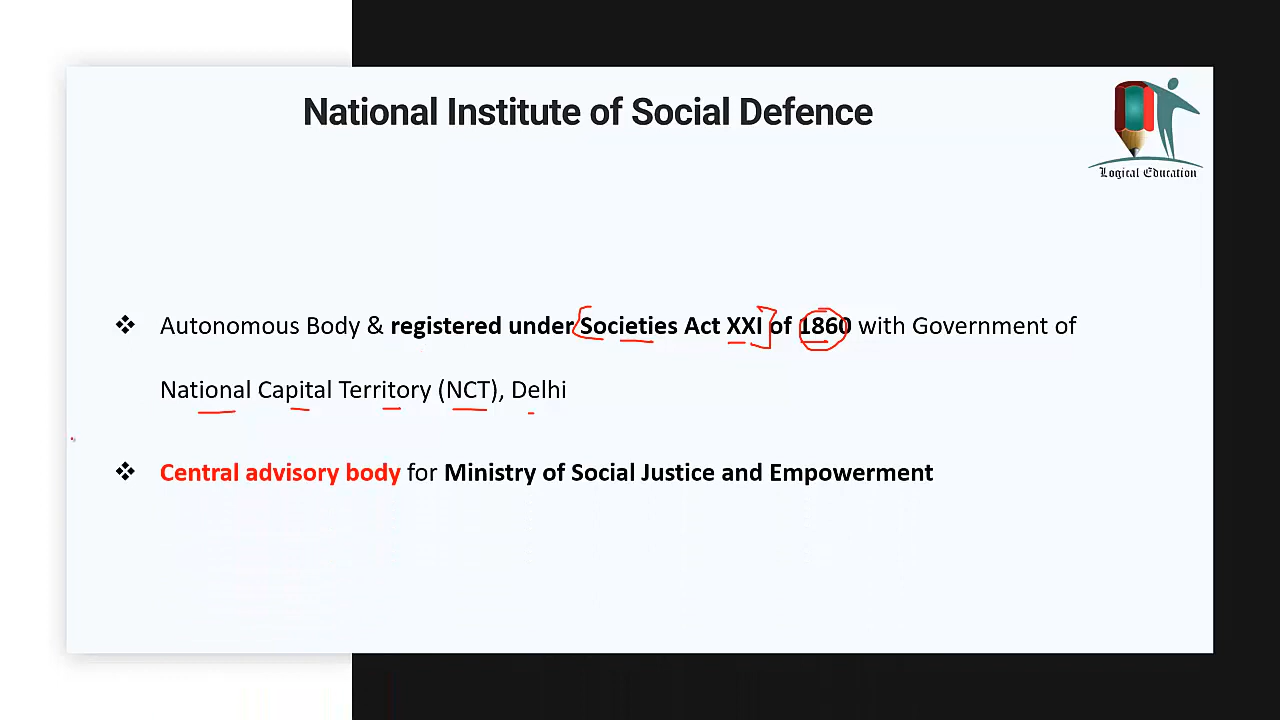 National Institute of Social Defence
Logical Education
❖ Autonomous Body & registered under Societies Act XXI of 1860 with Government of
National Capital Territory (NCT), Delhi
❖ Central advisory body for Ministry of Social Justice and Empowerment